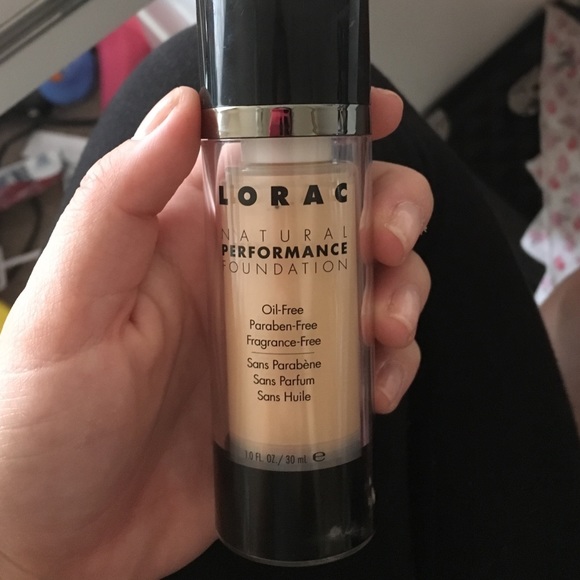 LORAC
NATURAL
PERFORMANCE
FOUNDATION
Oil-Free
Paraben-Free
Fragrance-Free
Sans Parabène
Sans Parfum
Sans Huile
1.0 FL. OZ./ 30 ml e